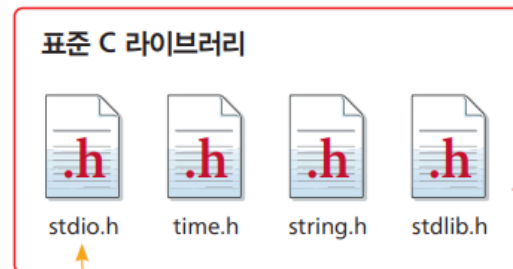 표준 C 라이브러리
.h .h .h .h
stdio.h time.h string.h stdlib.h